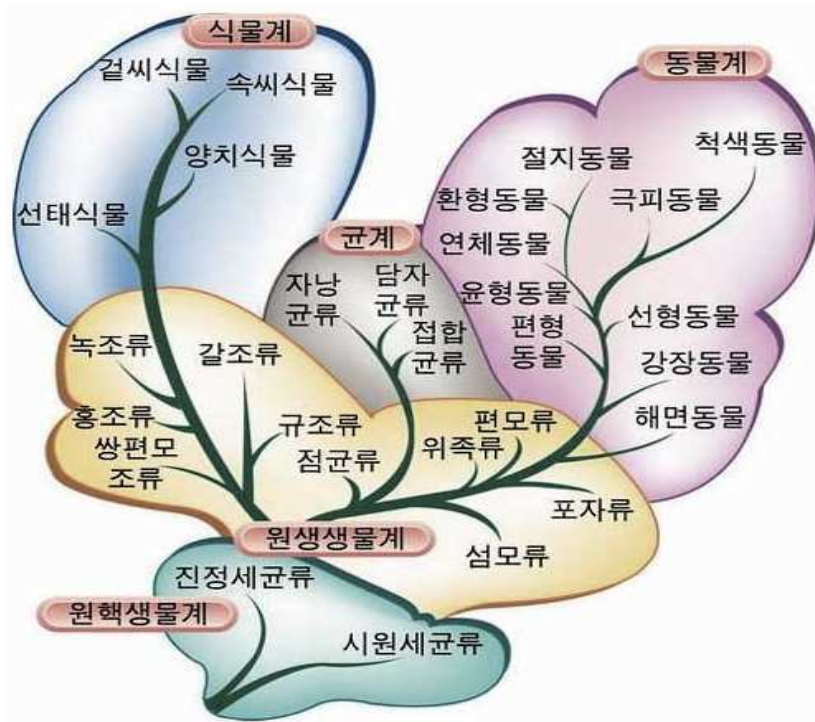 식물계
겉씨식물
속씨식물
양치식물
선태식물
동물계
척색동물
절지동물
환형동물
극피동물
연체동물
윤형동물
선형동물
편형
동물
강장동물
해면동물
균계
자낭
균류
담자
균류
접합
균류
녹조류
갈조류
홍조류
쌍편모
조류
규조류
점균류
편모류
위족류
포자류
섬모류
원생생물계
진정세균류
원핵생물계
시원세균류